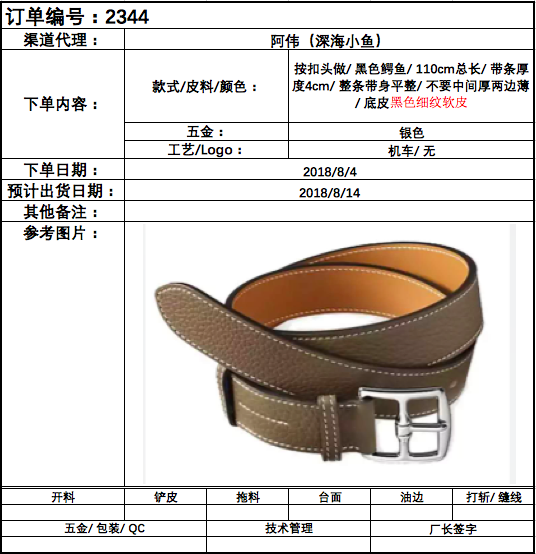 订单编号：2344
渠道代理： 阿伟（深海小鱼）
下单内容： 款式/皮料/颜色： 按扣头做/ 黑色鳄鱼/ 110cm总长/ 带条厚
度4cm/ 整条带身平整/ 不要中间厚两边薄
/ 底皮黑色细纹软皮
五金： 银色
工艺/Logo： 机车/ 无
下单日期： 2018/8/4
预计出货日期： 2018/8/14
其他备注：
参考图片：
开料 铲皮 拖料 台面 油边 打斩/ 缝线
五金/ 包装/ QC 技术管理 厂长签字